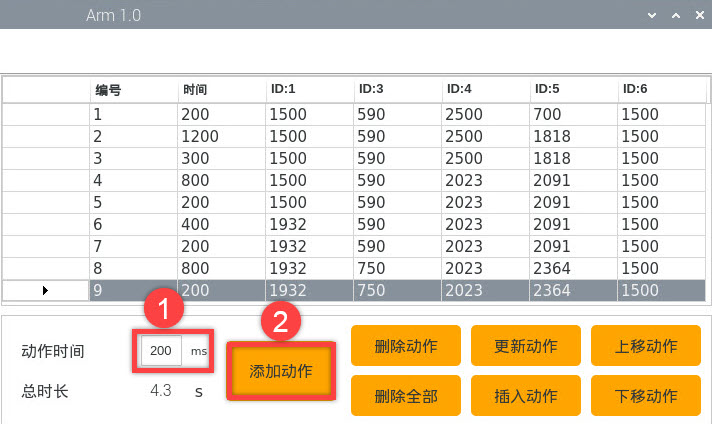 Arm 1.0
编号 时间 ID:1 ID:3 ID:4 ID:5 ID:6
1 200 1500 590 2500 700 1500
2 1200 1500 590 2500 1818 1500
3 300 1500 590 2500 1818 1500
4 800 1500 590 2023 2091 1500
5 200 1500 590 2023 2091 1500
6 400 1932 590 2023 2091 1500
7 200 1932 590 2023 2091 1500
8 800 1932 750 2023 2364 1500
9 200 1932 750 2023 2364 1500
1 2
动作时间 200 ms 添加动作 删除动作 更新动作 上移动作
总时长 4.3 s 删除全部 插入动作 下移动作